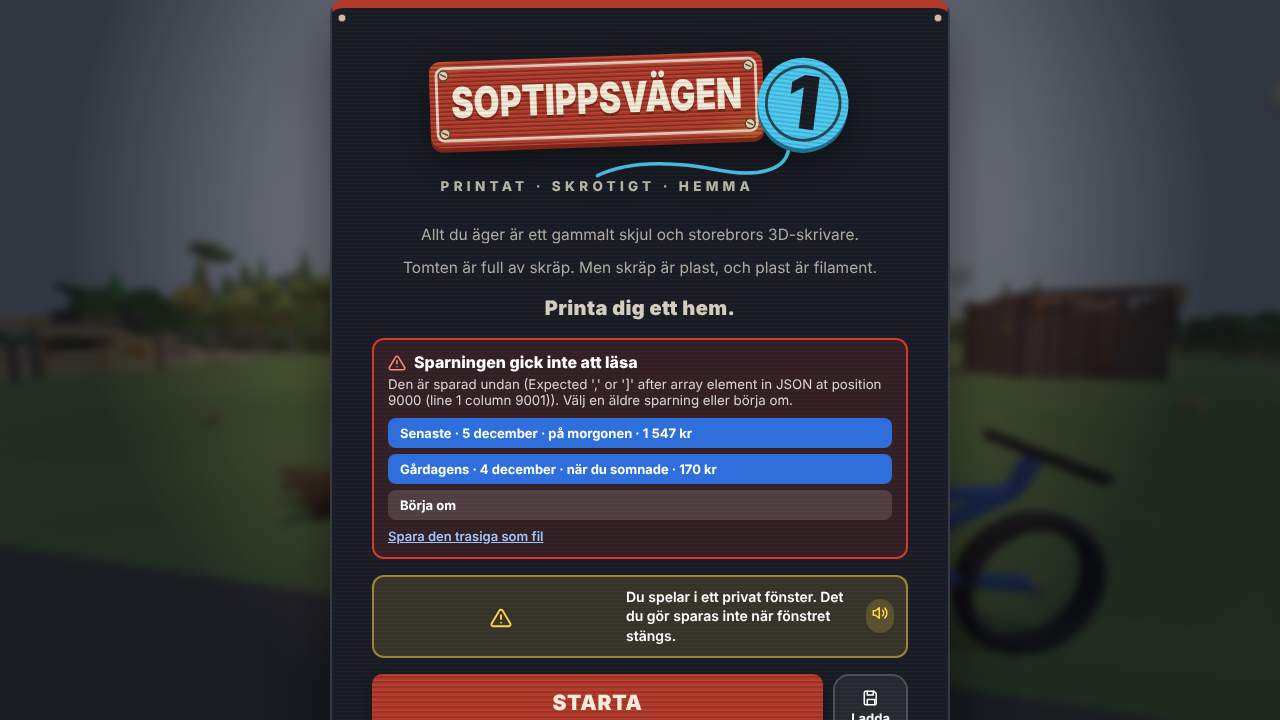 SOPTIPPSVÄGEN 1
PRINTAT · SKROTIGT · HEMMA
Allt du äger är ett gammalt skjul och storebrors 3D-skrivare.
Tomten är full av skräp. Men skräp är plast, och plast är filament.
Printa dig ett hem.
Sparningen gick inte att läsa
Den är sparad undan (Expected ',' or ']' after array element in JSON at position
9000 (line 1 column 9001)). Välj en äldre sparning eller börja om.
Senaste · 5 december · på morgonen · 1 547 kr
Gårdagens · 4 december · när du somnade · 170 kr
Börja om
Spara den trasiga som fil
Du spelar i ett privat fönster. Det
du gör sparas inte när fönstret
stängs.
STARTA
Ladda